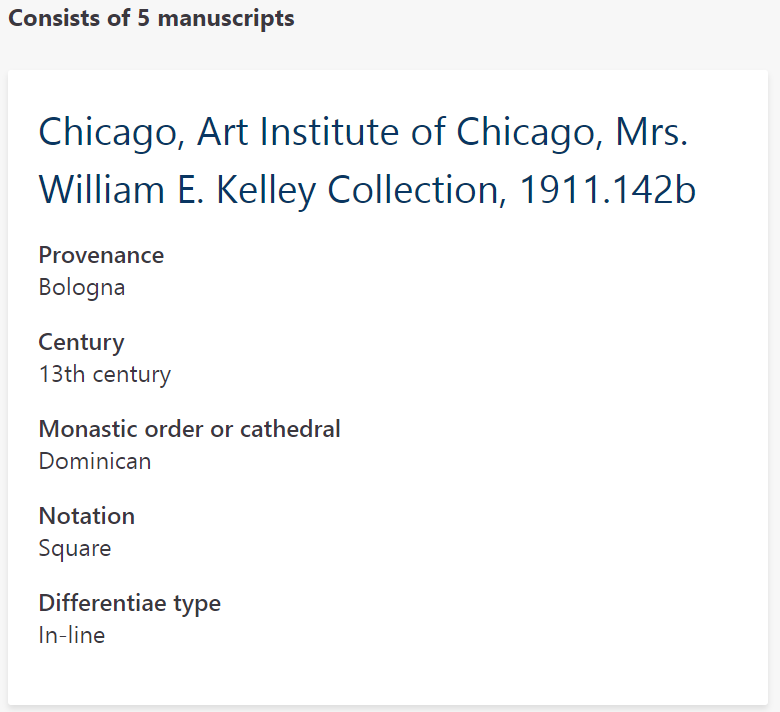 Consists of 5 manuscripts
Chicago, Art Institute of Chicago, Mrs.
William E. Kelley Collection, 1911.142b
Provenance
Bologna
Century
13th century
Monastic order or cathedral
Dominican
Notation
Square
Differentiae type
In-line